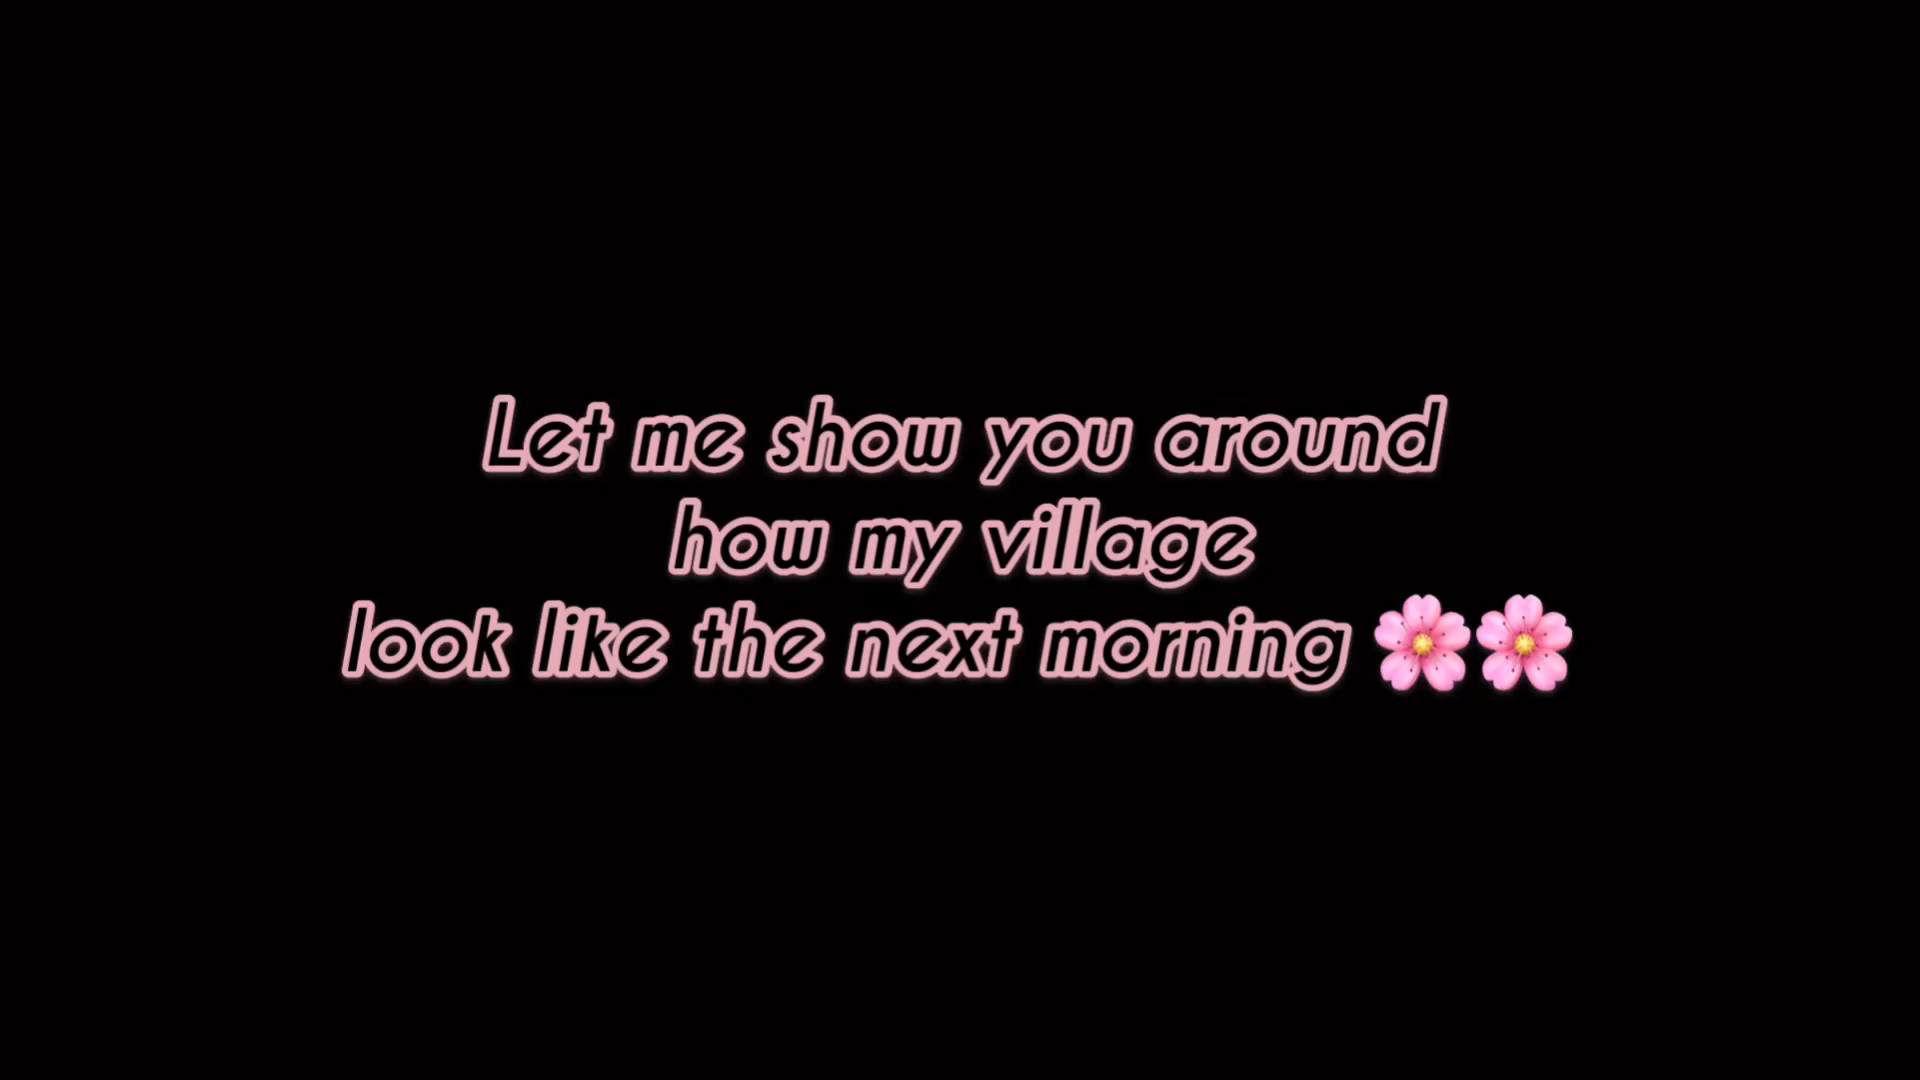 Let me show you around
how my village
look like the next morning 🌸🌸